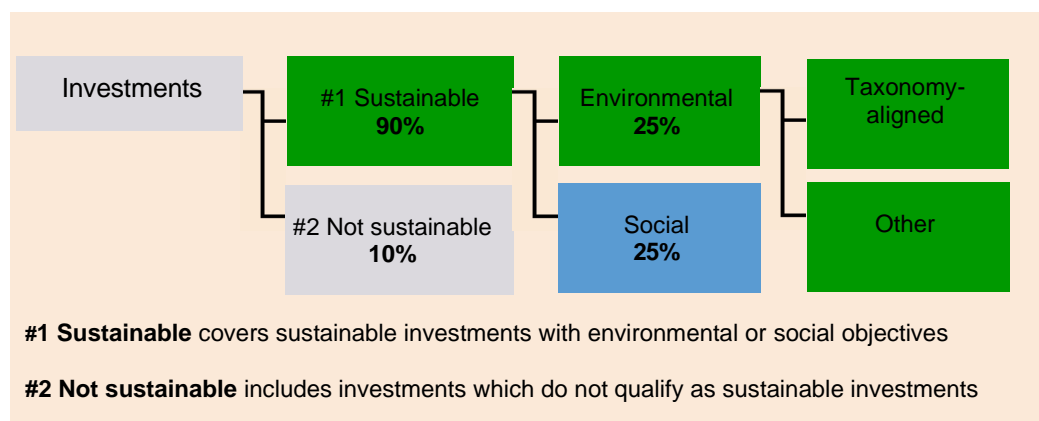 Investments
#1 Sustainable
90%
#2 Not sustainable
10%
Environmental
25%
Social
25%
Taxonomy-
aligned
Other
#1 Sustainable covers sustainable investments with environmental or social objectives
#2 Not sustainable includes investments which do not qualify as sustainable investments